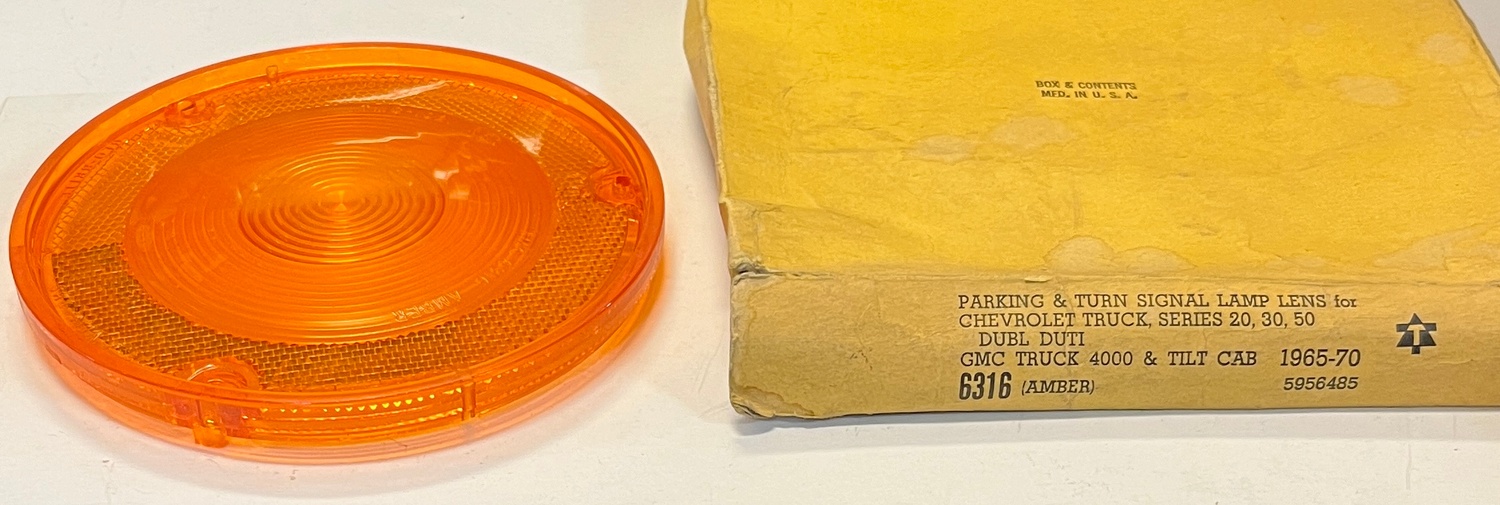 BOX & CONTENTS
MFD. IN U. S. A.
PARKING & TURN SIGNAL LAMP LENS for
CHEVROLET TRUCK, SERIES 20, 30, 50
DUBL DUTI
GMC TRUCK 4000 & TILT CAB 1965-70
6316 (AMBER) 5956485